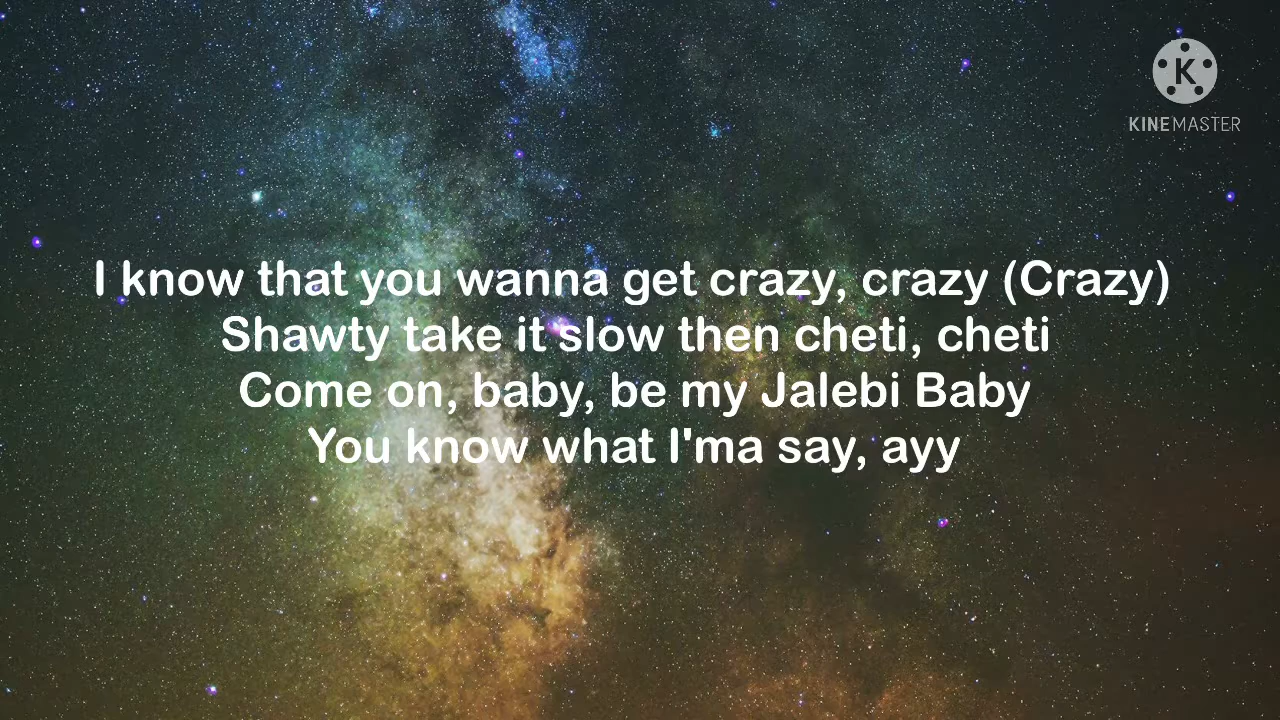 K
KINEMASTER
I know that you wanna get crazy, crazy (Crazy)
Shawty take it slow then cheti, cheti
Come on, baby, be my Jalebi Baby
You know what I'ma say, ayy